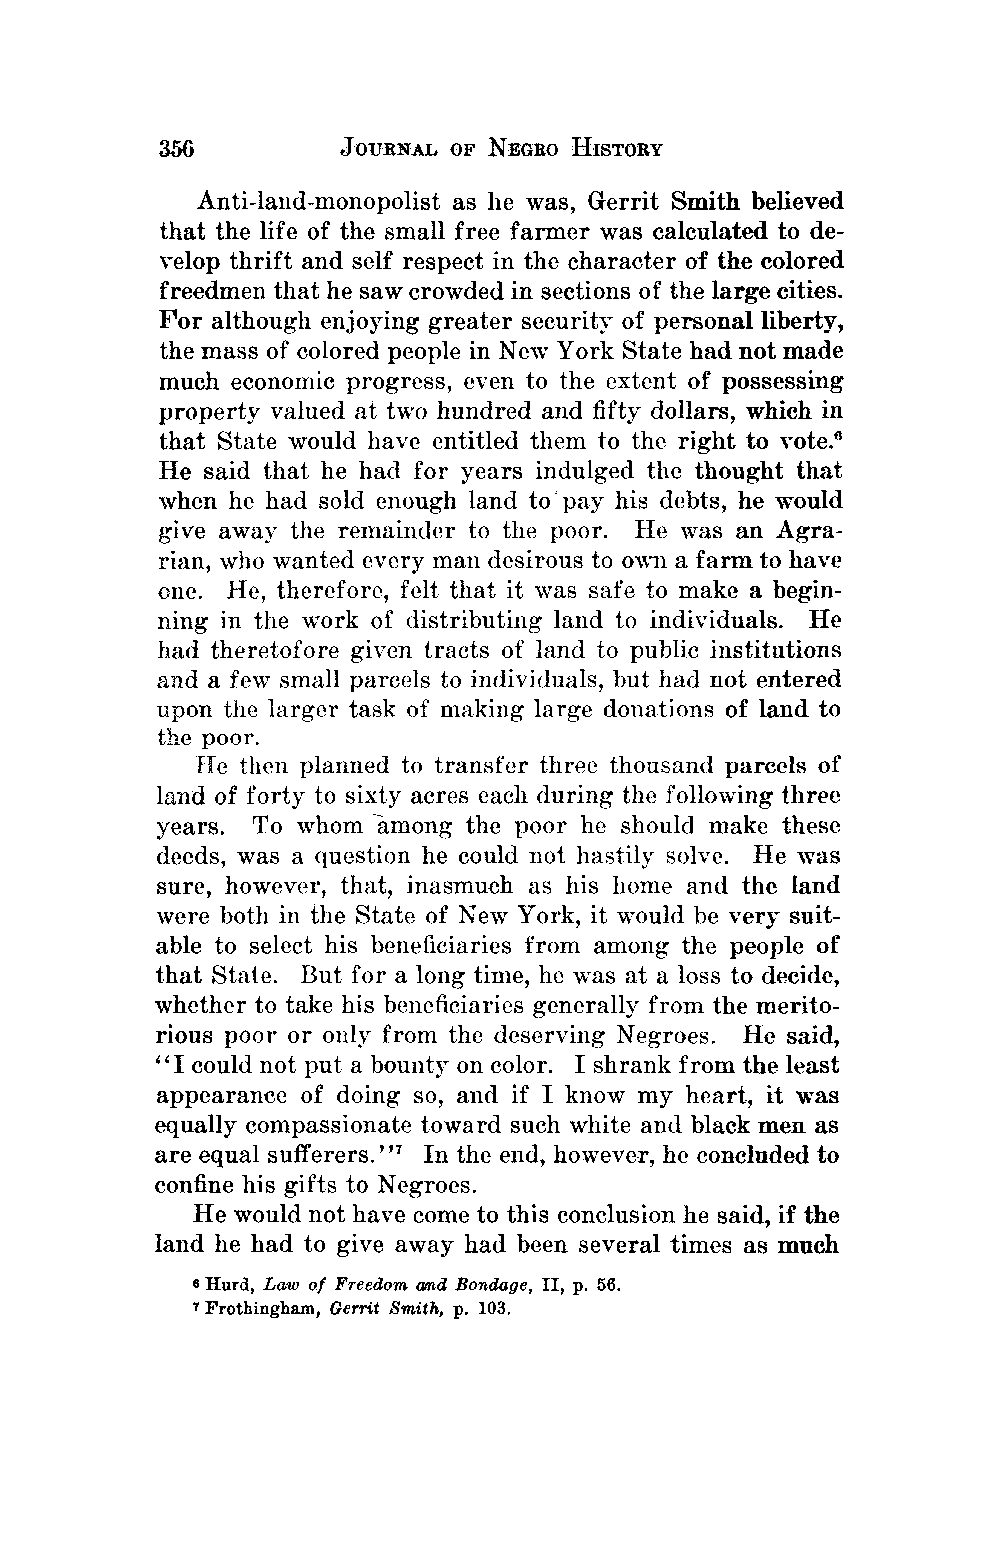 356 JOURNAL OF NEGRO HISTORY
Anti-land-monopolist as he was, Gerrit Smith believed
that the life of the small free farmer was calculated to de-
velop thrift and self respect in the character of the colored
freedmen that he saw crowded in sections of the large cities.
For although enjoying greater security of personal liberty,
the mass of colored people in New York State had not made
much economic progress, even to the extent of possessing
property valued at two hundred and fifty dollars, which in
that State would have entitled them to the right to vote.⁶
He said that he had for years indulged the thought that
when he had sold enough land to pay his debts, he would
give away the remainder to the poor. He was an Agra-
rian, who wanted every man desirous to own a farm to have
one. He, therefore, felt that it was safe to make a begin-
ning in the work of distributing land to individuals. He
had theretofore given tracts of land to public institutions
and a few small parcels to individuals, but had not entered
upon the larger task of making large donations of land to
the poor.
He then planned to transfer three thousand parcels of
land of forty to sixty acres each during the following three
years. To whom among the poor he should make these
deeds, was a question he could not hastily solve. He was
sure, however, that, inasmuch as his home and the land
were both in the State of New York, it would be very suit-
able to select his beneficiaries from among the people of
that State. But for a long time, he was at a loss to decide,
whether to take his beneficiaries generally from the merito-
rious poor or only from the deserving Negroes. He said,
"I could not put a bounty on color. I shrank from the least
appearance of doing so, and if I know my heart, it was
equally compassionate toward such white and black men as
are equal sufferers."⁷ In the end, however, he concluded to
confine his gifts to Negroes.
He would not have come to this conclusion he said, if the
land he had to give away had been several times as much
⁶ Hurd, Law of Freedom and Bondage, II, p. 56.
⁷ Frothingham, Gerrit Smith, p. 103.